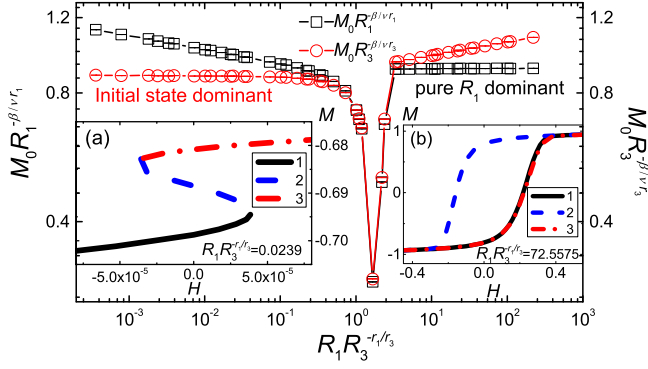 M₀R₁^-β/νr₁
M₀R₃^-β/νr₃
1.2
0.8
0.4
M₀R₁^-β/νr₁
1.2
0.8
0.4
M₀R₃^-β/νr₃
Initial state dominant
pure R₁ dominant
(a)
1
2
3
R₁R₃^-r₁/r₃=0.0239
M
-0.68
-0.69
-0.70
-5.0x10⁻⁵
0.0
5.0x10⁻⁵
H
(b)
1
2
3
R₁R₃^-r₁/r₃=72.5575
M
1
0
-1
-0.4
0.0
0.4
H
10⁻³
10⁻²
10⁻¹
10⁰
10¹
10²
10³
R₁R₃^-r₁/r₃